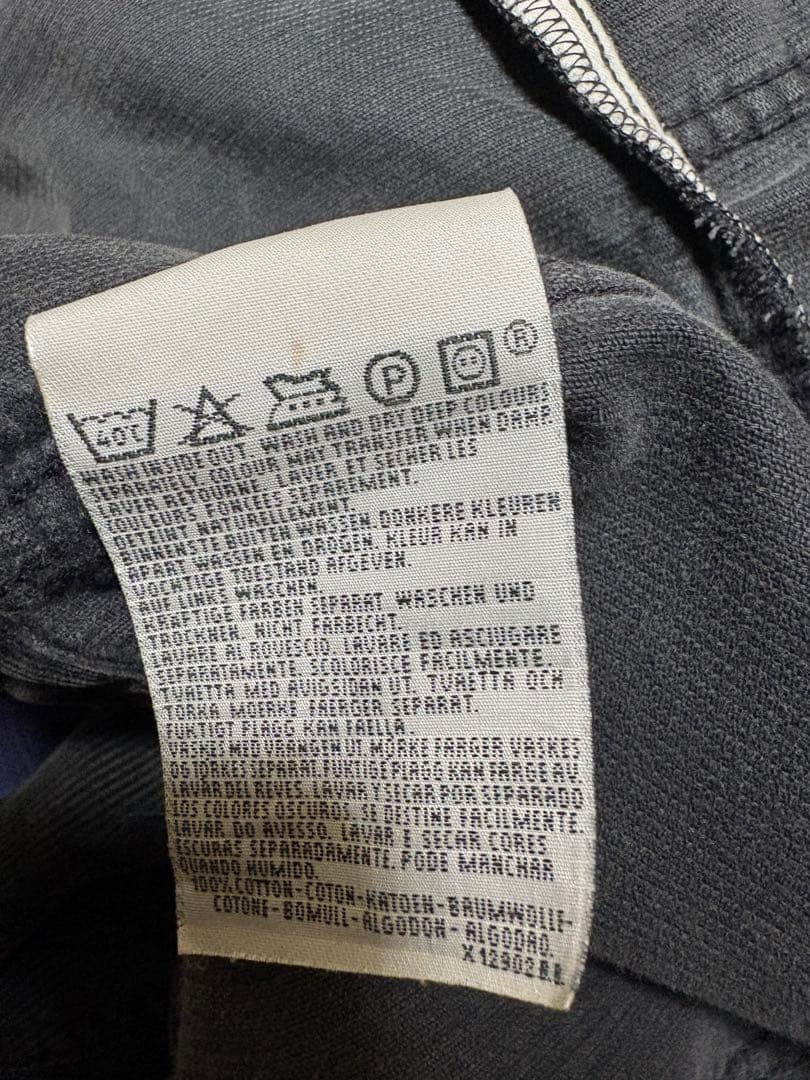 40C P ®
WASH INSIDE OUT. WASH AND DRY DEEP COLOURS
SEPARATELY. COLOUR MAY TRANSFER WHEN DAMP.
LAVER RETOURNE. LAVER ET SECHER LES
COULEURS FONCEES SEPAREMENT.
DETEINT NATURELLEMENT.
BINNENSTE BUITEN WASSEN. DONKERE KLEUREN
APART WASSEN EN DROGEN. KLEUR KAN IN
VOCHTIGE TOESTAND AFGEVEN.
AUF LINKS WASCHEN.
KRAFTIGE FARBEN SEPARAT WASCHEN UND
TROCKNEN. NICHT FARBECHT.
LAVARE AL ROVESCIO. LAVARE ED ASCIUGARE
SEPARATAMENTE. SCOLORISCE FACILMENTE.
TVAETTA MED AVIGSIDAN UT. TVAETTA OCH
TORKA MORKA FAERGER SEPARAT.
FUKTIGT PLAGG KAN FAELLA.
VASKES MED VRANGEN UT. MORKE FARGER VASKES
OG TORKES SEPARAT. FUKTIGE PLAGG KAN FARGE AV.
LAVAR DEL REVES. LAVAR Y SECAR POR SEPARADO
LOS COLORES OSCUROS. SE DESTINE FACILMENTE.
LAVAR DO AVESSO. LAVAR E SECAR CORES
ESCURAS SEPARADAMENTE. PODE MANCHAR
QUANDO HUMIDO.
100% COTTON-COTON-KATOEN-BAUMWOLLE-
COTONE-BOMULL-ALGODON-ALGODAO.
X12902